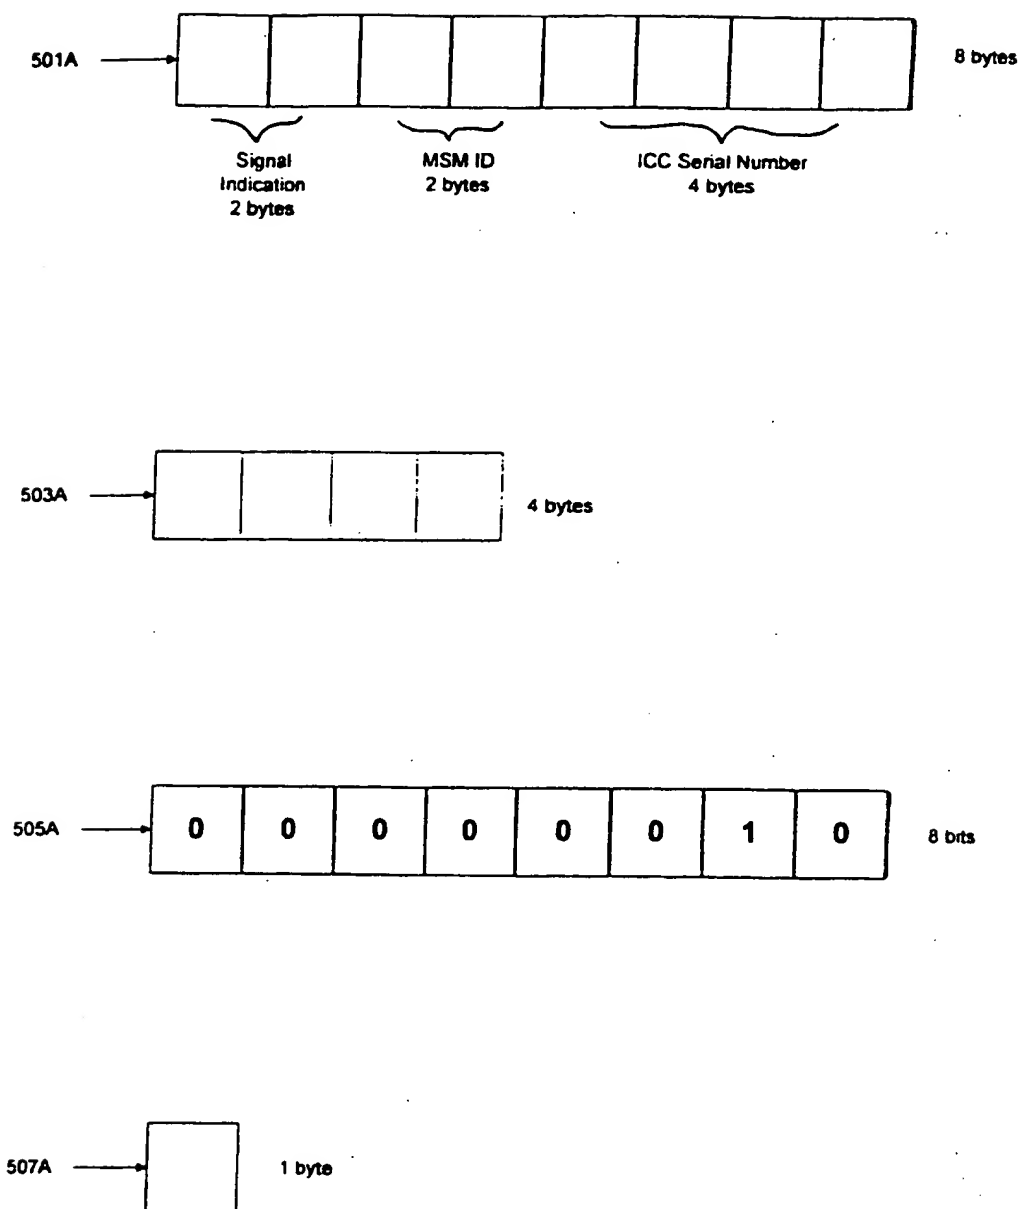 501A
8 bytes
Signal
Indication
2 bytes
MSM ID
2 bytes
ICC Serial Number
4 bytes
503A
4 bytes
505A
0 0 0 0 0 0 1 0
8 bits
507A
1 byte